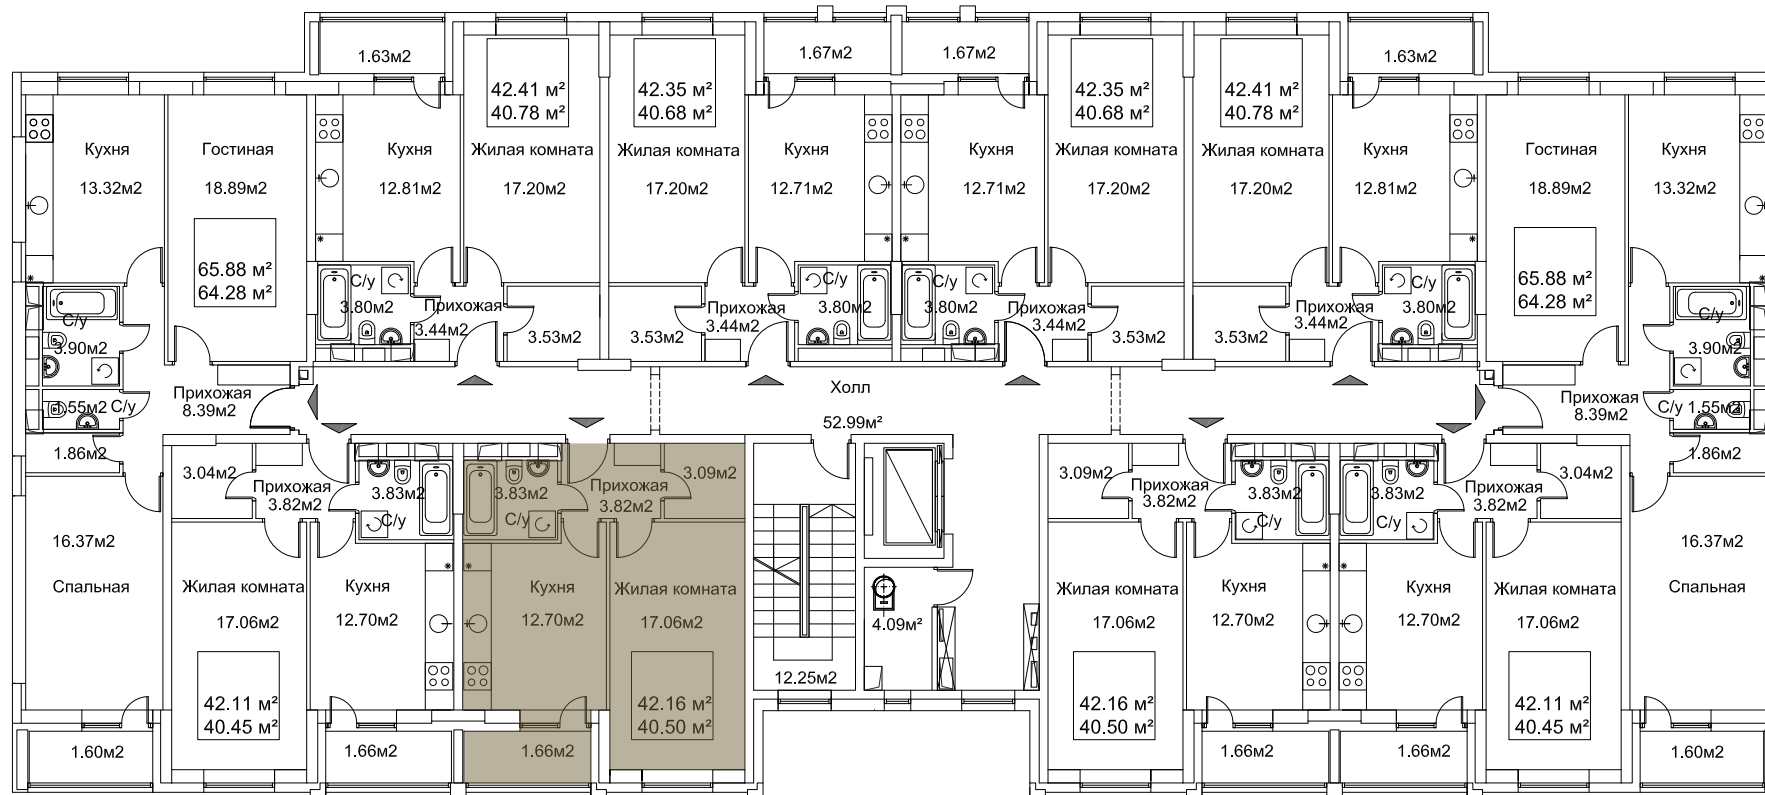 1.63м2
1.67м2
1.67м2
1.63м2
42.41 м²
40.78 м²
42.35 м²
40.68 м²
42.35 м²
40.68 м²
42.41 м²
40.78 м²
Кухня
13.32м2
Гостиная
18.89м2
Кухня
12.81м2
Жилая комната
17.20м2
Жилая комната
17.20м2
Кухня
12.71м2
Кухня
12.71м2
Жилая комната
17.20м2
Жилая комната
17.20м2
Кухня
12.81м2
Гостиная
18.89м2
Кухня
13.32м2
65.88 м²
64.28 м²
65.88 м²
64.28 м²
С/у
3.90м2
С/у
3.80м2
Прихожая
3.44м2
3.53м2
3.53м2
Прихожая
3.44м2
С/у
3.80м2
С/у
3.80м2
Прихожая
3.44м2
3.53м2
3.53м2
Прихожая
3.44м2
С/у
3.80м2
С/у
3.90м2
Прихожая
8.39м2
1.55м2
С/у
1.86м2
Холл
52.99м²
Прихожая
8.39м2
С/у
1.55м2
1.86м2
3.04м2
Прихожая
3.82м2
3.83м2
С/у
3.83м2
С/у
Прихожая
3.82м2
3.09м2
3.09м2
Прихожая
3.82м2
3.83м2
С/у
3.83м2
С/у
Прихожая
3.82м2
3.04м2
16.37м2
Спальная
Жилая комната
17.06м2
Кухня
12.70м2
Кухня
12.70м2
Жилая комната
17.06м2
4.09м²
12.25м2
Жилая комната
17.06м2
Кухня
12.70м2
Кухня
12.70м2
Жилая комната
17.06м2
16.37м2
Спальная
42.11 м²
40.45 м²
42.16 м²
40.50 м²
42.16 м²
40.50 м²
42.11 м²
40.45 м²
1.60м2
1.66м2
1.66м2
1.66м2
1.66м2
1.60м2